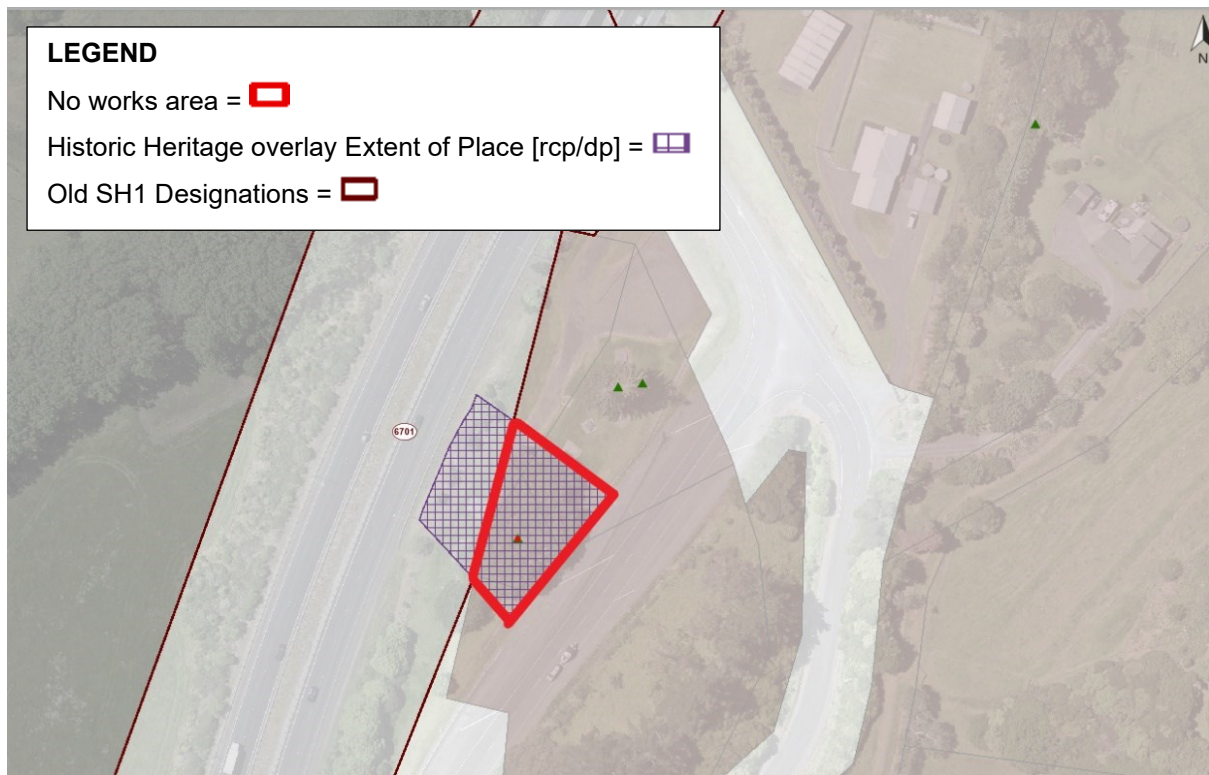 LEGEND
No works area =
Historic Heritage overlay Extent of Place [rcp/dp] =
Old SH1 Designations =
N
6701